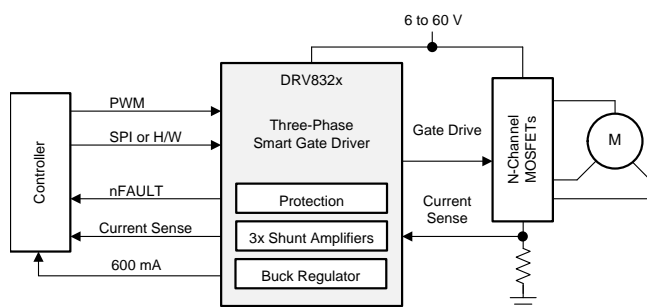 6 to 60 V
DRV832x
Three-Phase
Smart Gate Driver
Controller
PWM
SPI or H/W
nFAULT
Current Sense
600 mA
Protection
3x Shunt Amplifiers
Buck Regulator
Gate Drive
Current
Sense
N-Channel
MOSFETs
M